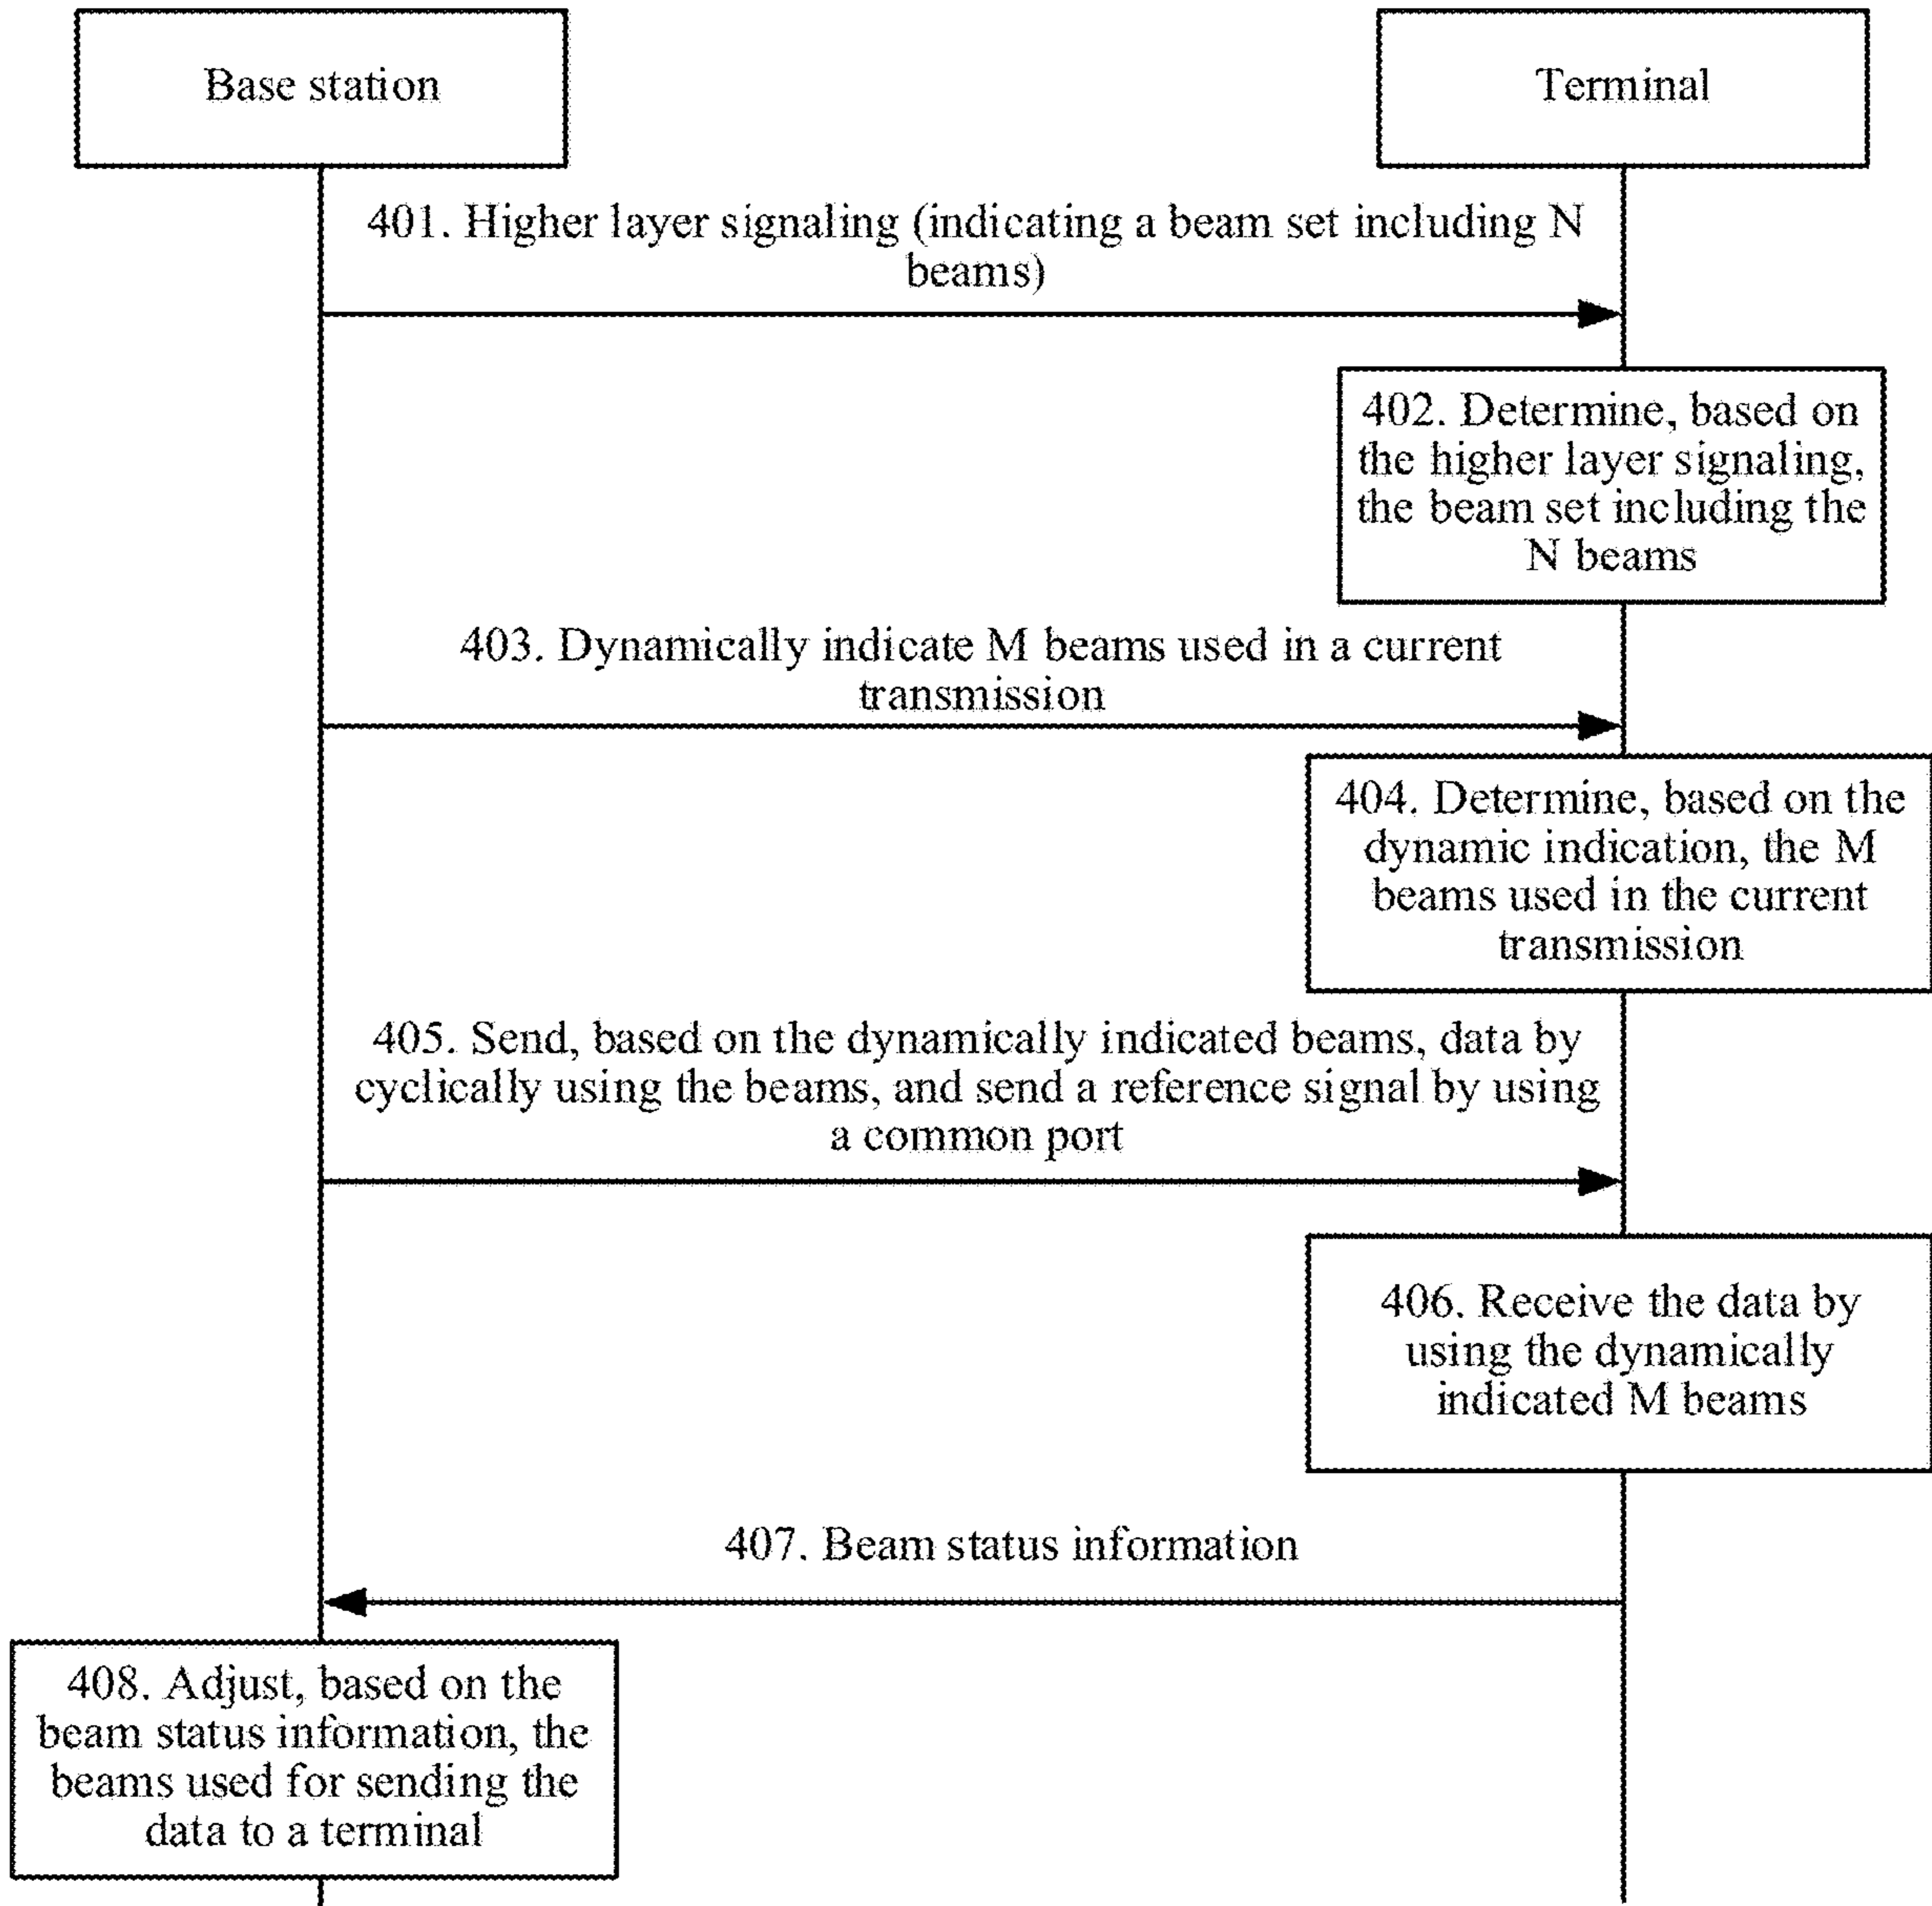 Base station
Terminal
401. Higher layer signaling (indicating a beam set including N
beams)
402. Determine, based on
the higher layer signaling,
the beam set including the
N beams
403. Dynamically indicate M beams used in a current
transmission
404. Determine, based on the
dynamic indication, the M
beams used in the current
transmission
405. Send, based on the dynamically indicated beams, data by
cyclically using the beams, and send a reference signal by using
a common port
406. Receive the data by
using the dynamically
indicated M beams
407. Beam status information
408. Adjust, based on the
beam status information, the
beams used for sending the
data to a terminal